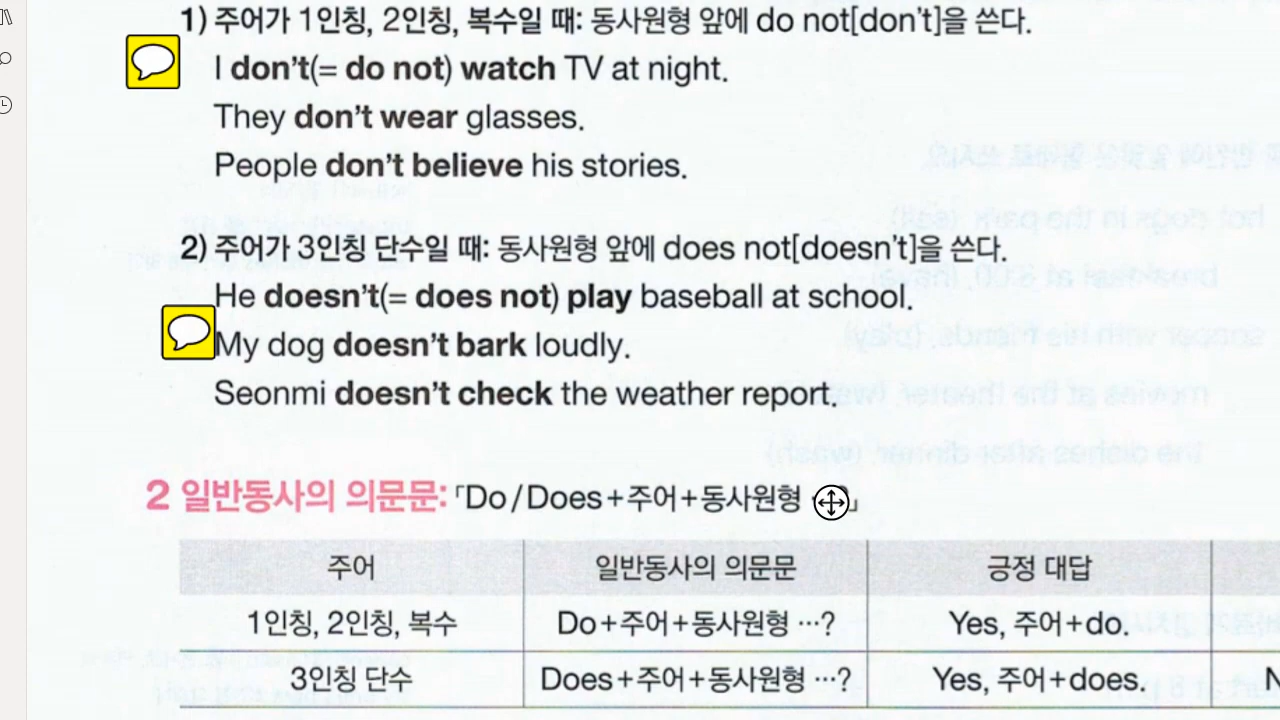 1) 주어가 1인칭, 2인칭, 복수일 때: 동사원형 앞에 do not[don't]을 쓴다.
I don't(= do not) watch TV at night.
They don't wear glasses.
People don't believe his stories.
2) 주어가 3인칭 단수일 때: 동사원형 앞에 does not[doesn't]을 쓴다.
He doesn't(= does not) play baseball at school.
My dog doesn't bark loudly.
Seonmi doesn't check the weather report.
2 일반동사의 의문문: 「Do/Does+주어+동사원형 」
주어 일반동사의 의문문 긍정 대답
1인칭, 2인칭, 복수 Do+주어+동사원형 …? Yes, 주어+do.
3인칭 단수 Does+주어+동사원형 …? Yes, 주어+does. N